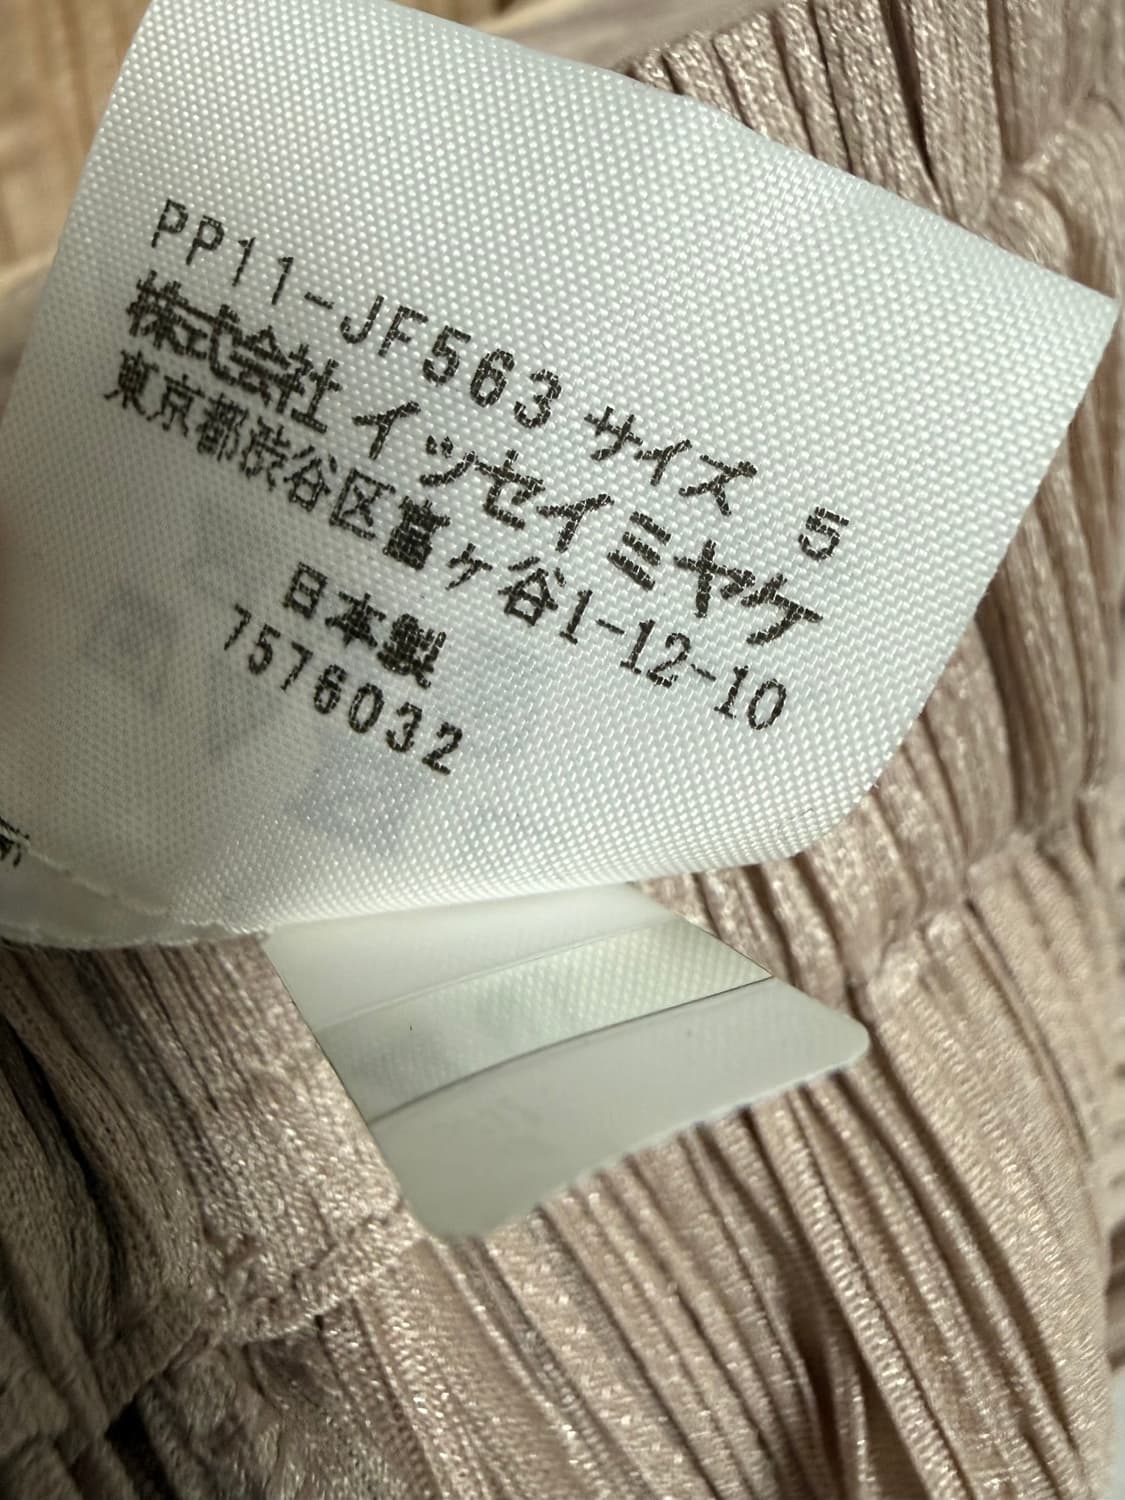 PP11-JF563 サイズ 5
株式会社 イッセイミヤケ
東京都渋谷区富ヶ谷1-12-10
日本製
7576032